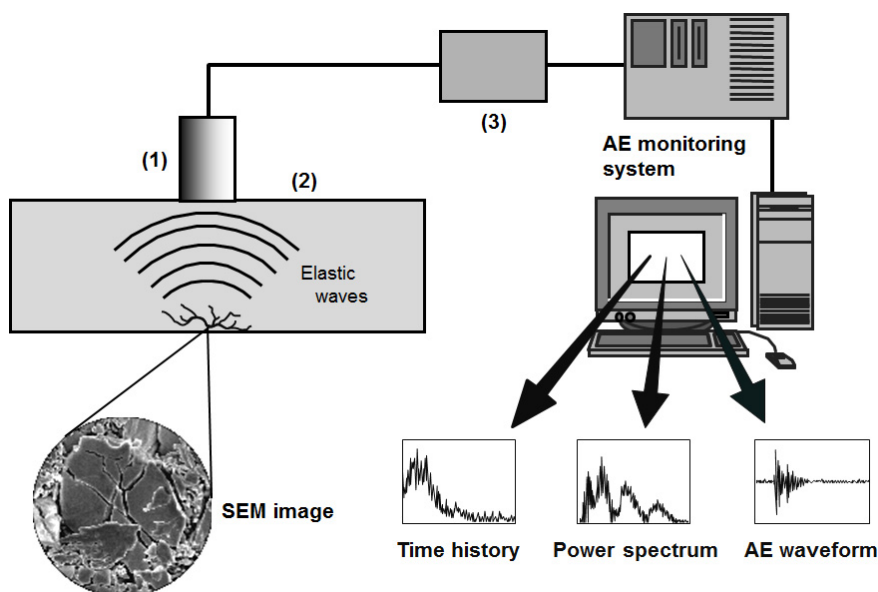 (1)
(2)
(3)
AE monitoring
system
Elastic
waves
SEM image
Time history
Power spectrum
AE waveform